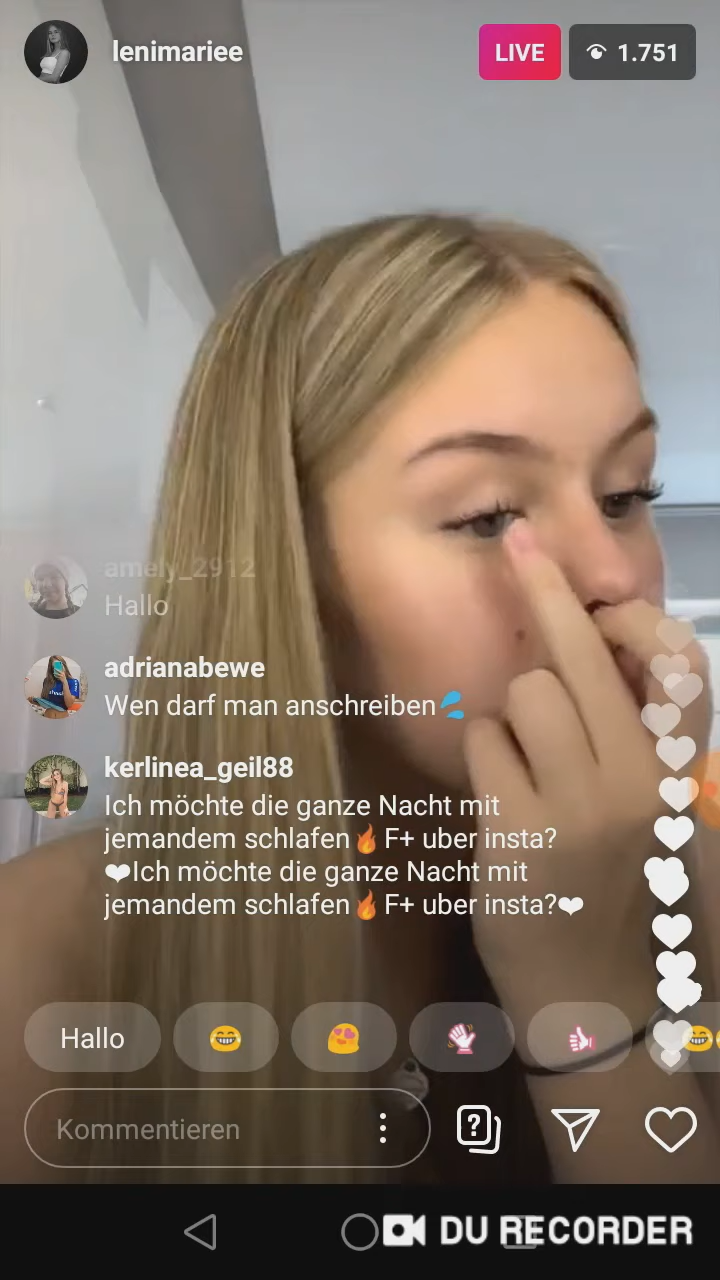 lenimariee
LIVE
1.751
amely_2912
Hallo
adrianabewe
Wen darf man anschreiben💦
kerlinea_geil88
Ich möchte die ganze Nacht mit
jemandem schlafen🔥F+ uber insta?
❤Ich möchte die ganze Nacht mit
jemandem schlafen🔥F+ uber insta?❤
Hallo
Kommentieren
DU RECORDER